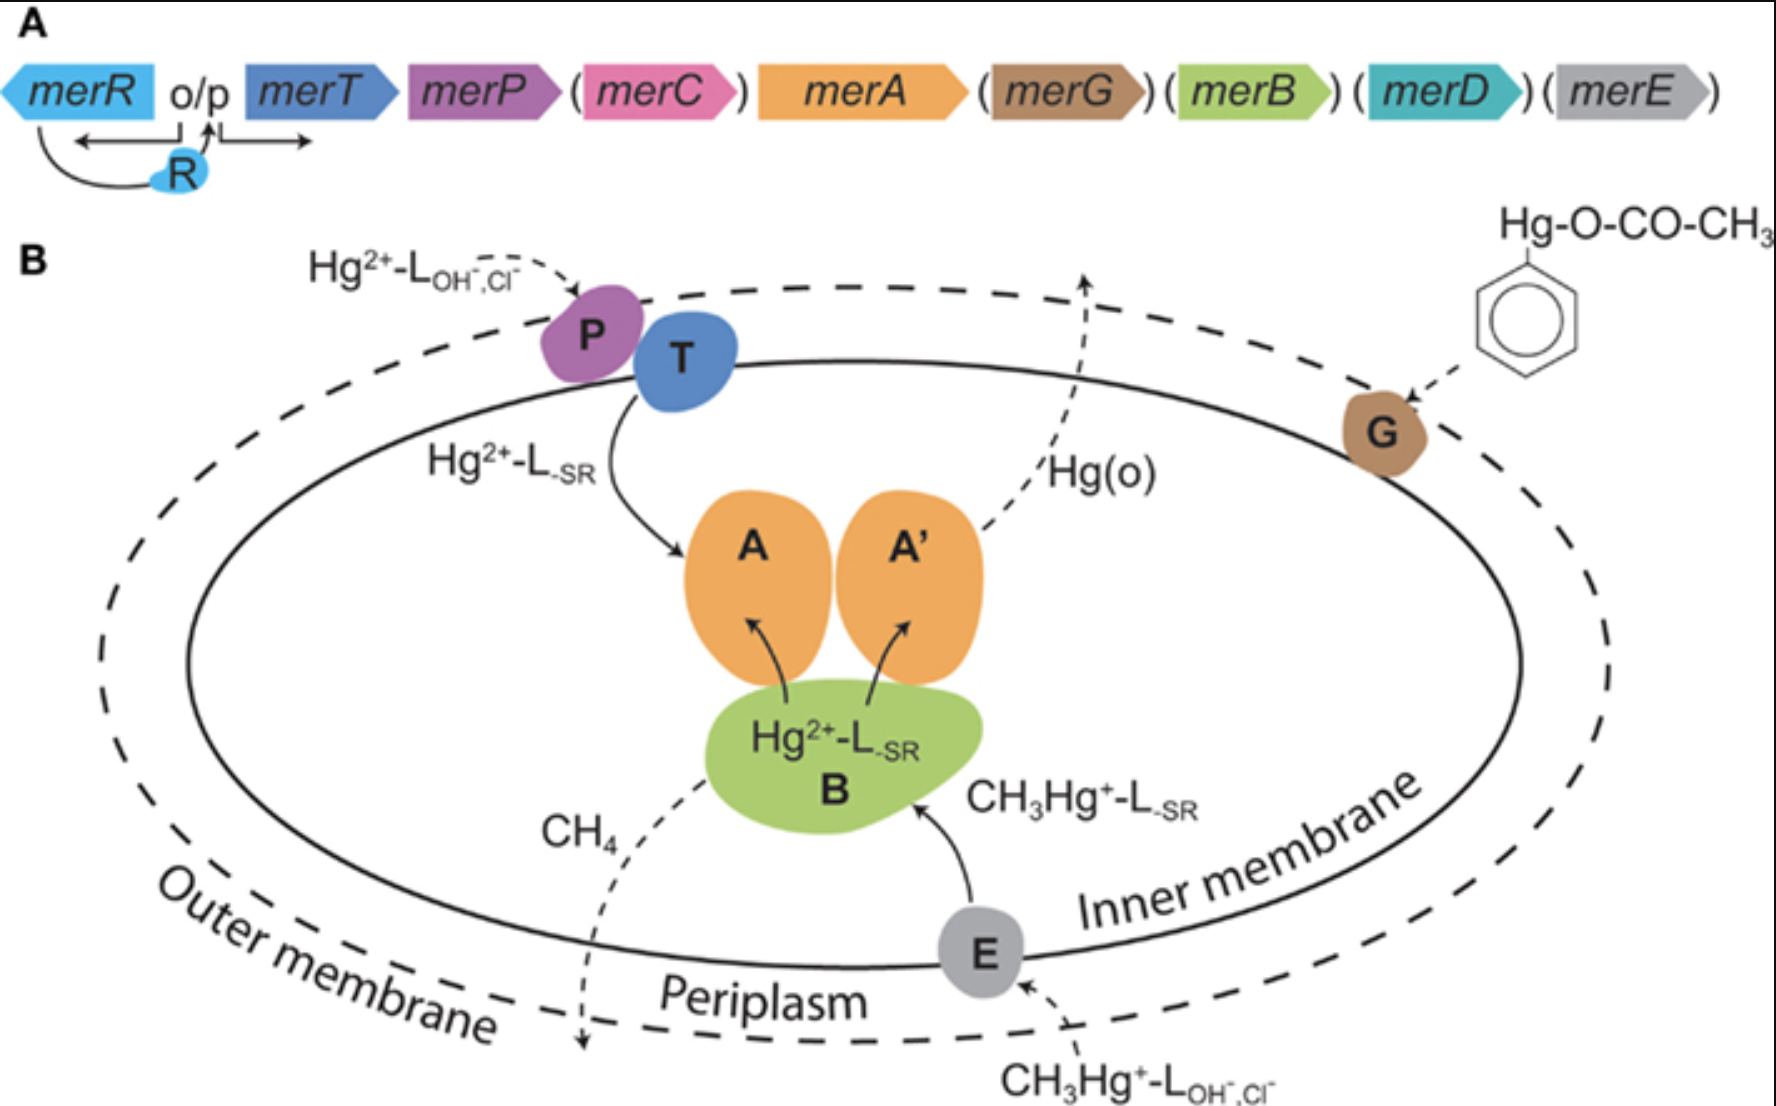 A
merR o/p merT merP (merC) merA (merG) (merB) (merD) (merE)
R
B
Hg-O-CO-CH₃
Hg²⁺-L OH⁻,Cl⁻
P
T
G
Hg²⁺-L-SR
Hg(o)
A
A’
Hg²⁺-L-SR
B
CH₃Hg⁺-L-SR
CH₄
Inner membrane
Outer membrane
E
Periplasm
CH₃Hg⁺-L OH⁻,Cl⁻